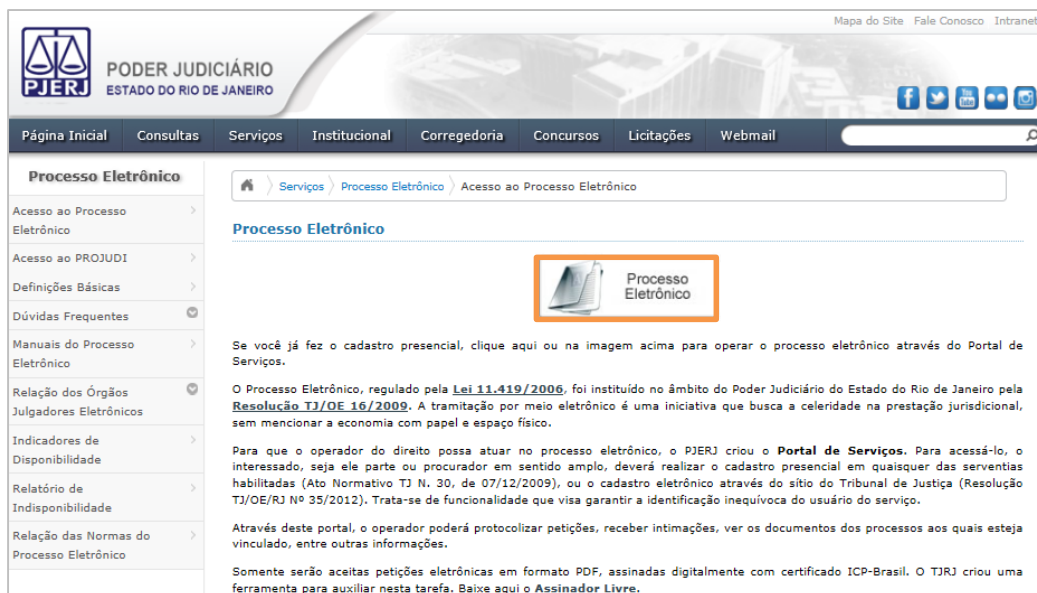 Mapa do Site Fale Conosco Intranet
PJERJ
PODER JUDICIÁRIO
ESTADO DO RIO DE JANEIRO
Página Inicial Consultas Serviços Institucional Corregedoria Concursos Licitações Webmail
Processo Eletrônico
Acesso ao Processo
Eletrônico
Acesso ao PROJUDI
Definições Básicas
Dúvidas Frequentes
Manuais do Processo
Eletrônico
Relação dos Órgãos
Julgadores Eletrônicos
Indicadores de
Disponibilidade
Relatório de
Indisponibilidade
Relação das Normas do
Processo Eletrônico
Serviços Processo Eletrônico Acesso ao Processo Eletrônico
Processo Eletrônico
Processo
Eletrônico
Se você já fez o cadastro presencial, clique aqui ou na imagem acima para operar o processo eletrônico através do Portal de
Serviços.
O Processo Eletrônico, regulado pela Lei 11.419/2006, foi instituído no âmbito do Poder Judiciário do Estado do Rio de Janeiro pela
Resolução TJ/OE 16/2009. A tramitação por meio eletrônico é uma iniciativa que busca a celeridade na prestação jurisdicional,
sem mencionar a economia com papel e espaço físico.
Para que o operador do direito possa atuar no processo eletrônico, o PJERJ criou o Portal de Serviços. Para acessá-lo, o
interessado, seja ele parte ou procurador em sentido amplo, deverá realizar o cadastro presencial em quaisquer das serventias
habilitadas (Ato Normativo TJ N. 30, de 07/12/2009), ou o cadastro eletrônico através do sítio do Tribunal de Justiça (Resolução
TJ/OE/RJ Nº 35/2012). Trata-se de funcionalidade que visa garantir a identificação inequívoca do usuário do serviço.
Através deste portal, o operador poderá protocolizar petições, receber intimações, ver os documentos dos processos aos quais esteja
vinculado, entre outras informações.
Somente serão aceitas petições eletrônicas em formato PDF, assinadas digitalmente com certificado ICP-Brasil. O TJRJ criou uma
ferramenta para auxiliar nesta tarefa. Baixe aqui o Assinador Livre.